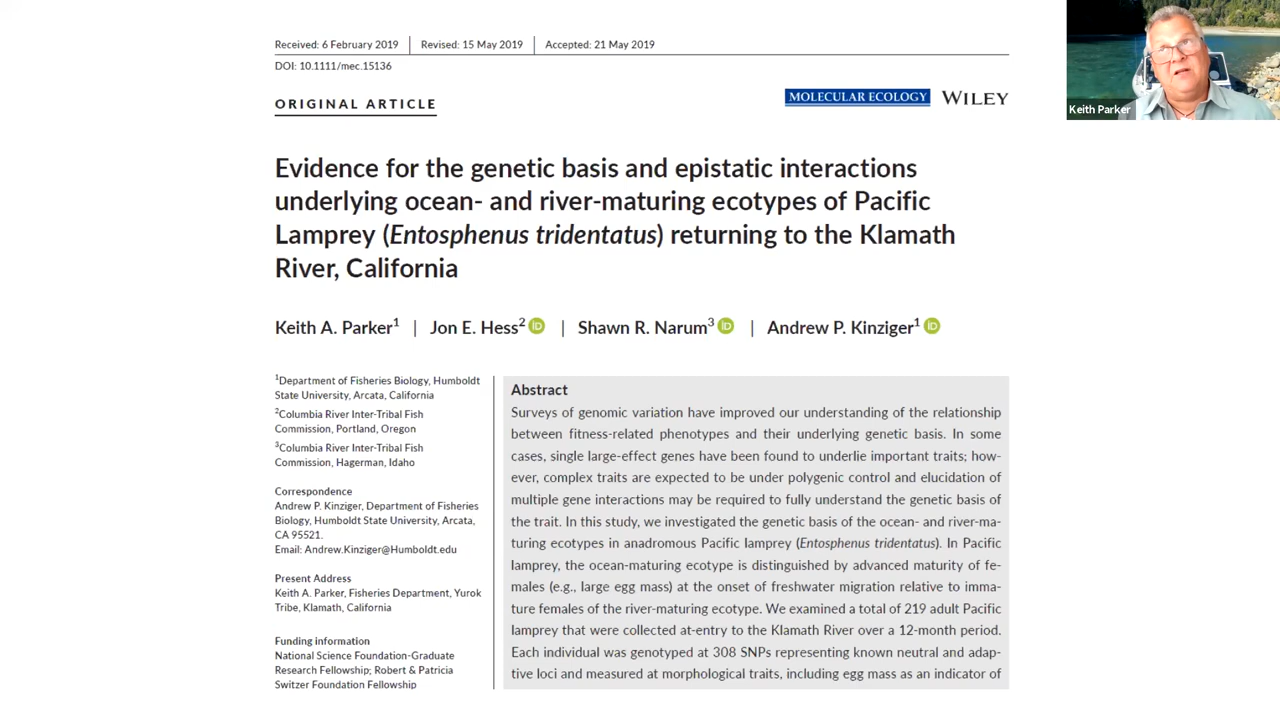 Received: 6 February 2019 | Revised: 15 May 2019 | Accepted: 21 May 2019
DOI: 10.1111/mec.15136
ORIGINAL ARTICLE
MOLECULAR ECOLOGY WILEY
Evidence for the genetic basis and epistatic interactions
underlying ocean- and river-maturing ecotypes of Pacific
Lamprey (Entosphenus tridentatus) returning to the Klamath
River, California
Keith A. Parker1 | Jon E. Hess2 iD | Shawn R. Narum3 iD | Andrew P. Kinziger1 iD
1Department of Fisheries Biology, Humboldt
State University, Arcata, California
2Columbia River Inter-Tribal Fish
Commission, Portland, Oregon
3Columbia River Inter-Tribal Fish
Commission, Hagerman, Idaho
Correspondence
Andrew P. Kinziger, Department of Fisheries
Biology, Humboldt State University, Arcata,
CA 95521.
Email: Andrew.Kinziger@Humboldt.edu
Present Address
Keith A. Parker, Fisheries Department, Yurok
Tribe, Klamath, California
Funding information
National Science Foundation-Graduate
Research Fellowship; Robert & Patricia
Switzer Foundation Fellowship
Abstract
Surveys of genomic variation have improved our understanding of the relationship
between fitness-related phenotypes and their underlying genetic basis. In some
cases, single large-effect genes have been found to underlie important traits; how-
ever, complex traits are expected to be under polygenic control and elucidation of
multiple gene interactions may be required to fully understand the genetic basis of
the trait. In this study, we investigated the genetic basis of the ocean- and river-ma-
turing ecotypes in anadromous Pacific lamprey (Entosphenus tridentatus). In Pacific
lamprey, the ocean-maturing ecotype is distinguished by advanced maturity of fe-
males (e.g., large egg mass) at the onset of freshwater migration relative to imma-
ture females of the river-maturing ecotype. We examined a total of 219 adult Pacific
lamprey that were collected at-entry to the Klamath River over a 12-month period.
Each individual was genotyped at 308 SNPs representing known neutral and adap-
tive loci and measured at morphological traits, including egg mass as an indicator of
Keith Parker